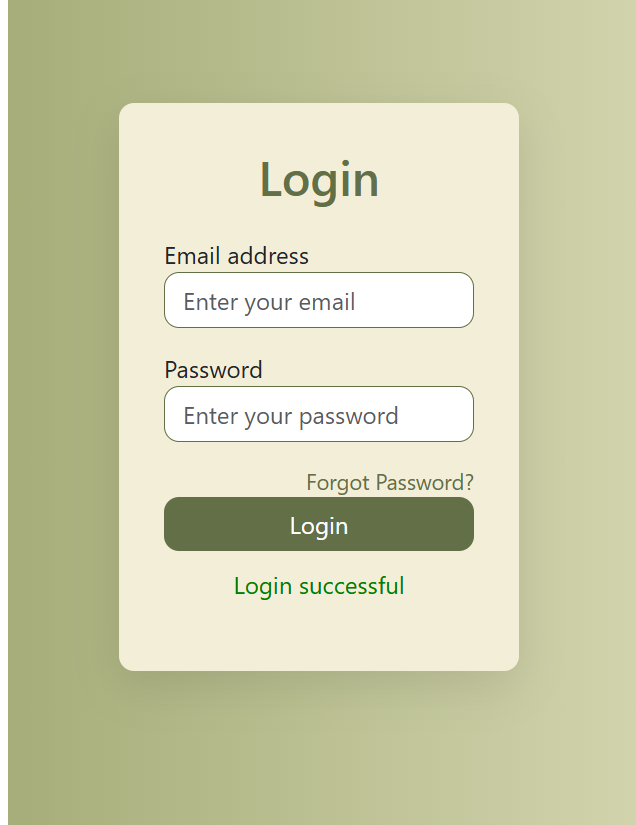 Login
Email address
Enter your email
Password
Enter your password
Forgot Password?
Login
Login successful